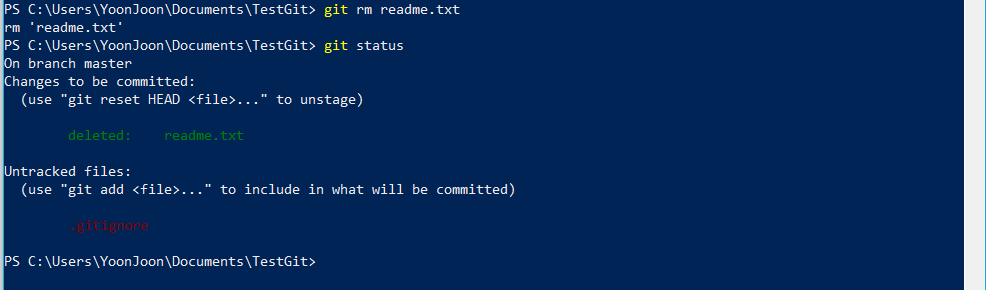 PS C:\Users\YoonJoon\Documents\TestGit> git rm readme.txt
rm 'readme.txt'
PS C:\Users\YoonJoon\Documents\TestGit> git status
On branch master
Changes to be committed:
  (use "git reset HEAD <file>..." to unstage)
        deleted:    readme.txt
Untracked files:
  (use "git add <file>..." to include in what will be committed)
        ..gitignore
PS C:\Users\YoonJoon\Documents\TestGit>